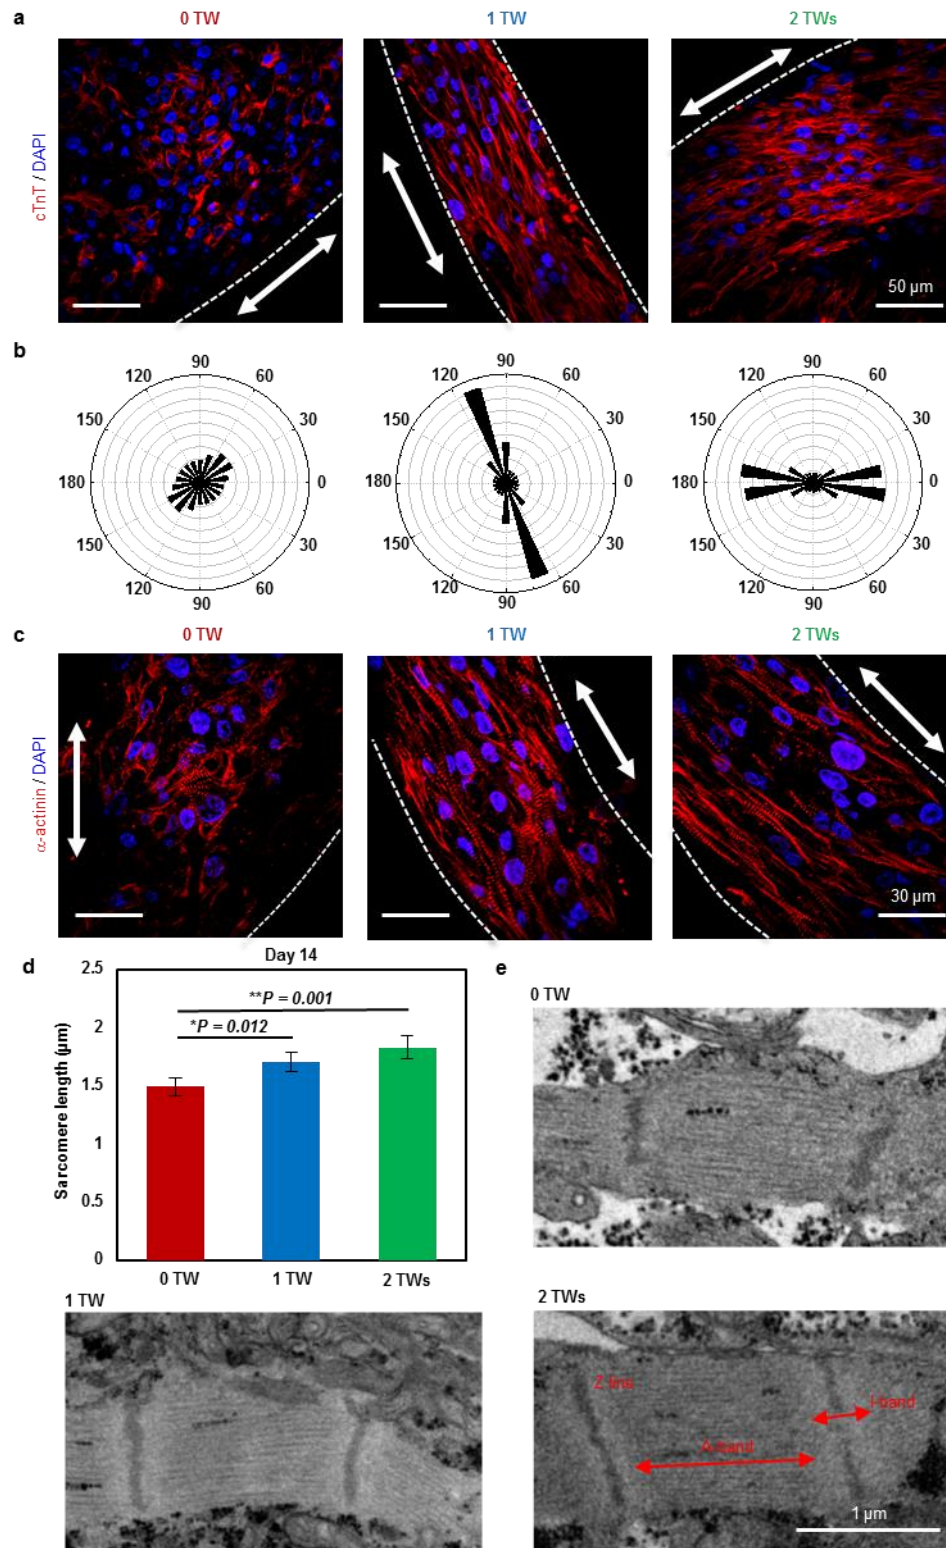 a
0 TW 1 TW 2 TWs
cTnT / DAPI
50 µm
b
90 90 90
120 60 120 60 120 60
150 30 150 30 150 30
180 0 180 0 180 0
150 30 150 30 150 30
120 60 120 60 120 60
90 90 90
c
0 TW 1 TW 2 TWs
α-actinin / DAPI
30 µm
d
Day 14
Sarcomere length (µm)
2.5
2
1.5
1
0.5
0
**P = 0.001
*P = 0.012
0 TW 1 TW 2 TWs
e
0 TW
1 TW
2 TWs
Z-line
I-band
A-band
1 µm